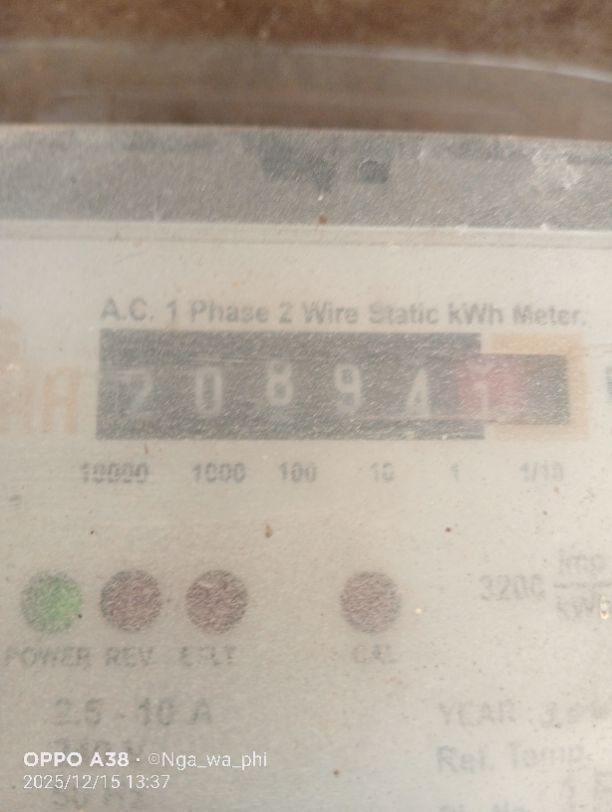 A.C. 1 Phase 2 Wire Static kWh Meter.
2 0 8 9 4 1
10000 1000 100 10 1 1/10
3200 imp
kWh
POWER REV E/LT CAL
2.5 - 10 A
YEAR
Ref. Temp.
OPPO A38 · ©Nga_wa_phi
2025/12/15 13:37